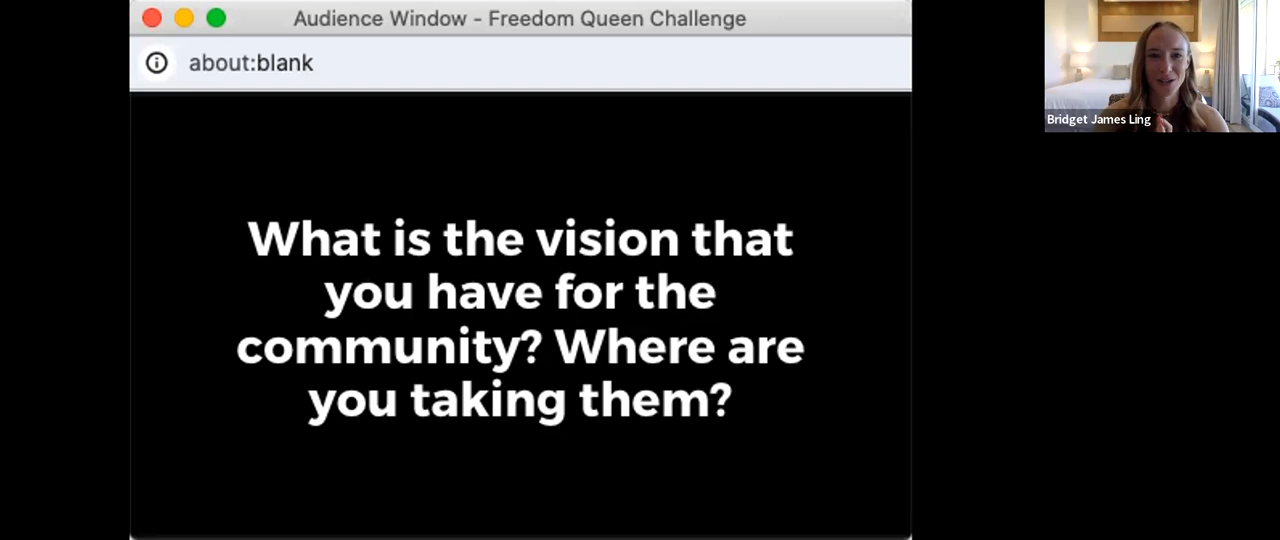 Audience Window - Freedom Queen Challenge
about:blank
What is the vision that
you have for the
community? Where are
you taking them?
Bridget James Ling